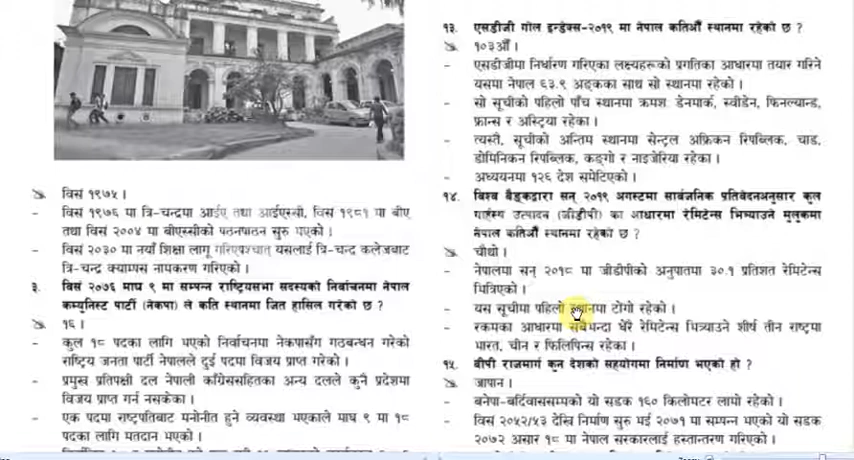 विसं १९७५ ।
- विसं १९७६ मा त्रि-चन्द्रमा आईए तथा आईएस्सी, विसं १९८१ मा बीए
तथा विसं २००४ मा बीएस्सीको पठनपाठन सुरु भएको ।
- विसं २०३० मा नयाँ शिक्षा लागू गरिएपश्चात् यसलाई त्रि-चन्द्र कलेजबाट
त्रि-चन्द्र क्याम्पस नामकरण गरिएको ।
३. विसं २०७६ माघ ९ मा सम्पन्न राष्ट्रियसभा सदस्यको निर्वाचनमा नेपाल
कम्युनिस्ट पार्टी (नेकपा) ले कति स्थानमा जित हासिल गरेको छ ?
१६ ।
- कुल १८ पदका लागि भएको निर्वाचनमा नेकपासँग गठबन्धन गरेको
राष्ट्रिय जनता पार्टी नेपालले दुई पदमा विजय प्राप्त गरेको ।
- प्रमुख प्रतिपक्षी दल नेपाली काँग्रेससहितका अन्य दलले कुनै प्रदेशमा
विजय प्राप्त गर्न नसकेका ।
- एक पदमा राष्ट्रपतिबाट मनोनीत हुने व्यवस्था भएकाले माघ ९ मा १८
पदका लागि मतदान भएको ।
१३. एसडीजी गोल इन्डेक्स-२०१९ मा नेपाल कतिऔँ स्थानमा रहेको छ ?
१०३औँ ।
- एसडीजीमा निर्धारण गरिएका लक्ष्यहरूको प्रगतिका आधारमा तयार गरिने
यसमा नेपाल ६३.९ अङ्कका साथ सो स्थानमा रहेको ।
- सो सूचीको पहिलो पाँच स्थानमा क्रमशः डेनमार्क, स्वीडेन, फिनल्यान्ड,
फ्रान्स र अस्ट्रिया रहेका ।
- त्यस्तै, सूचीको अन्तिम स्थानमा सेन्ट्रल अफ्रिकन रिपब्लिक, चाड,
डोमिनिकन रिपब्लिक, कङ्गो र नाइजेरिया रहेका ।
- अध्ययनमा १२६ देश समेटिएको ।
१४. विश्व बैङ्कद्वारा सन् २०१९ अगस्टमा सार्वजनिक प्रतिवेदनअनुसार कुल
गार्हस्थ उत्पादन (जीडीपी) का आधारमा रेमिटेन्स भित्र्याउने मुलुकमा
नेपाल कतिऔँ स्थानमा रहेको छ ?
चौथो ।
- नेपालमा सन् २०१८ मा जीडीपीको अनुपातमा ३०.१ प्रतिशत रेमिटेन्स
भित्रिएको ।
- यस सूचीमा पहिलो स्थानमा टोंगो रहेको ।
- रकमका आधारमा सबैभन्दा धेरै रेमिटेन्स भित्र्याउने शीर्ष तीन राष्ट्रमा
भारत, चीन र फिलिपिन्स रहेका ।
१५. बीपी राजमार्ग कुन देशको सहयोगमा निर्माण भएको हो ?
जापान ।
- बनेपा-बर्दिवाससम्मको यो सडक १६० किलोमिटर लामो रहेको ।
- विसं २०५२/५३ देखि निर्माण सुरु भई २०७१ मा सम्पन्न भएको यो सडक
२०७२ असार १८ मा नेपाल सरकारलाई हस्तान्तरण गरिएको ।